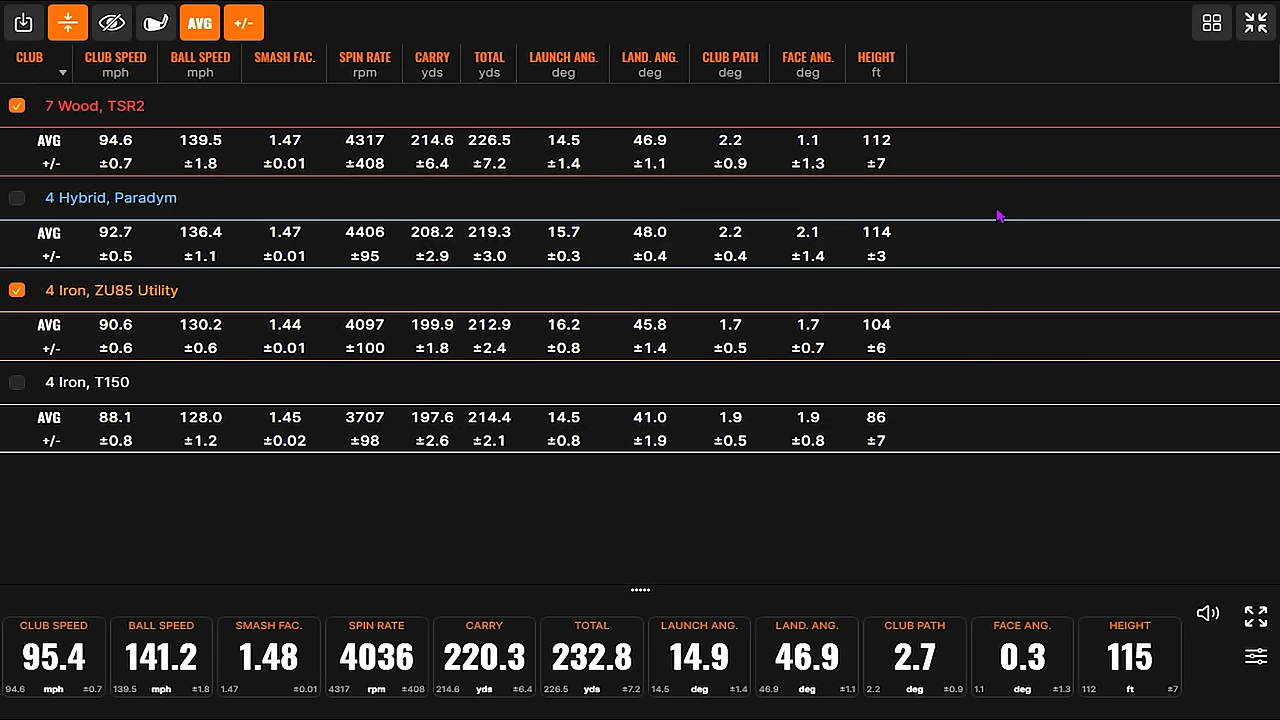 AVG +/-
CLUB CLUB SPEED BALL SPEED SMASH FAC. SPIN RATE CARRY TOTAL LAUNCH ANG. LAND. ANG. CLUB PATH FACE ANG. HEIGHT
mph mph rpm yds yds deg deg deg deg ft
7 Wood, TSR2
AVG 94.6 139.5 1.47 4317 214.6 226.5 14.5 46.9 2.2 1.1 112
+/- ±0.7 ±1.8 ±0.01 ±408 ±6.4 ±7.2 ±1.4 ±1.1 ±0.9 ±1.3 ±7
4 Hybrid, Paradym
AVG 92.7 136.4 1.47 4406 208.2 219.3 15.7 48.0 2.2 2.1 114
+/- ±0.5 ±1.1 ±0.01 ±95 ±2.9 ±3.0 ±0.3 ±0.4 ±0.4 ±1.4 ±3
4 Iron, ZU85 Utility
AVG 90.6 130.2 1.44 4097 199.9 212.9 16.2 45.8 1.7 1.7 104
+/- ±0.6 ±0.6 ±0.01 ±100 ±1.8 ±2.4 ±0.8 ±1.4 ±0.5 ±0.7 ±6
4 Iron, T150
AVG 88.1 128.0 1.45 3707 197.6 214.4 14.5 41.0 1.9 1.9 86
+/- ±0.8 ±1.2 ±0.02 ±98 ±2.6 ±2.1 ±0.8 ±1.9 ±0.5 ±0.8 ±7
CLUB SPEED BALL SPEED SMASH FAC. SPIN RATE CARRY TOTAL LAUNCH ANG. LAND. ANG. CLUB PATH FACE ANG. HEIGHT
95.4 141.2 1.48 4036 220.3 232.8 14.9 46.9 2.7 0.3 115
94.6 mph ±0.7 139.5 mph ±1.8 1.47 ±0.01 4317 rpm ±408 214.6 yds ±6.4 226.5 yds ±7.2 14.5 deg ±1.4 46.9 deg ±1.1 2.2 deg ±0.9 1.1 deg ±1.3 112 ft ±7